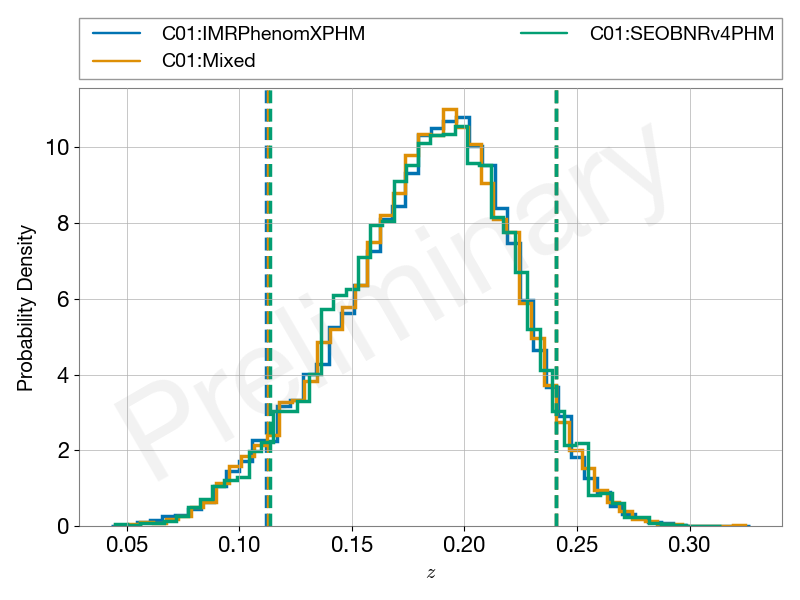 C01:IMRPhenomXPHM
C01:Mixed
C01:SEOBNRv4PHM
Preliminary
Probability Density
10
8
6
4
2
0
0.05 0.10 0.15 0.20 0.25 0.30
z